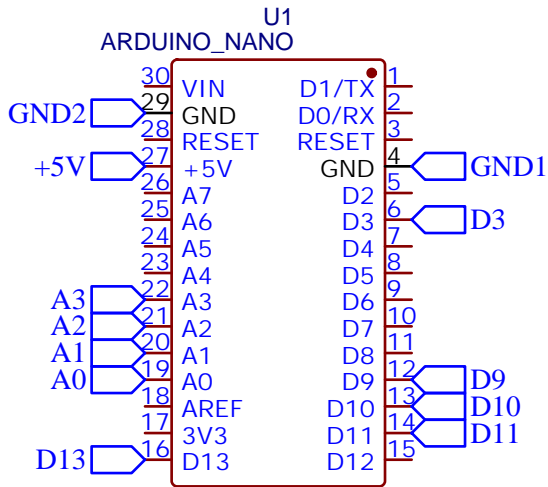 U1
ARDUINO_NANO
30 VIN D1/TX 1
GND2 29 GND D0/RX 2
28 RESET RESET 3
+5V 27 +5V GND 4 GND1
26 A7 D2 5
25 A6 D3 6 D3
24 A5 D4 7
23 A4 D5 8
A3 22 A3 D6 9
A2 21 A2 D7 10
A1 20 A1 D8 11
A0 19 A0 D9 12 D9
18 AREF D10 13 D10
17 3V3 D11 14 D11
D13 16 D13 D12 15